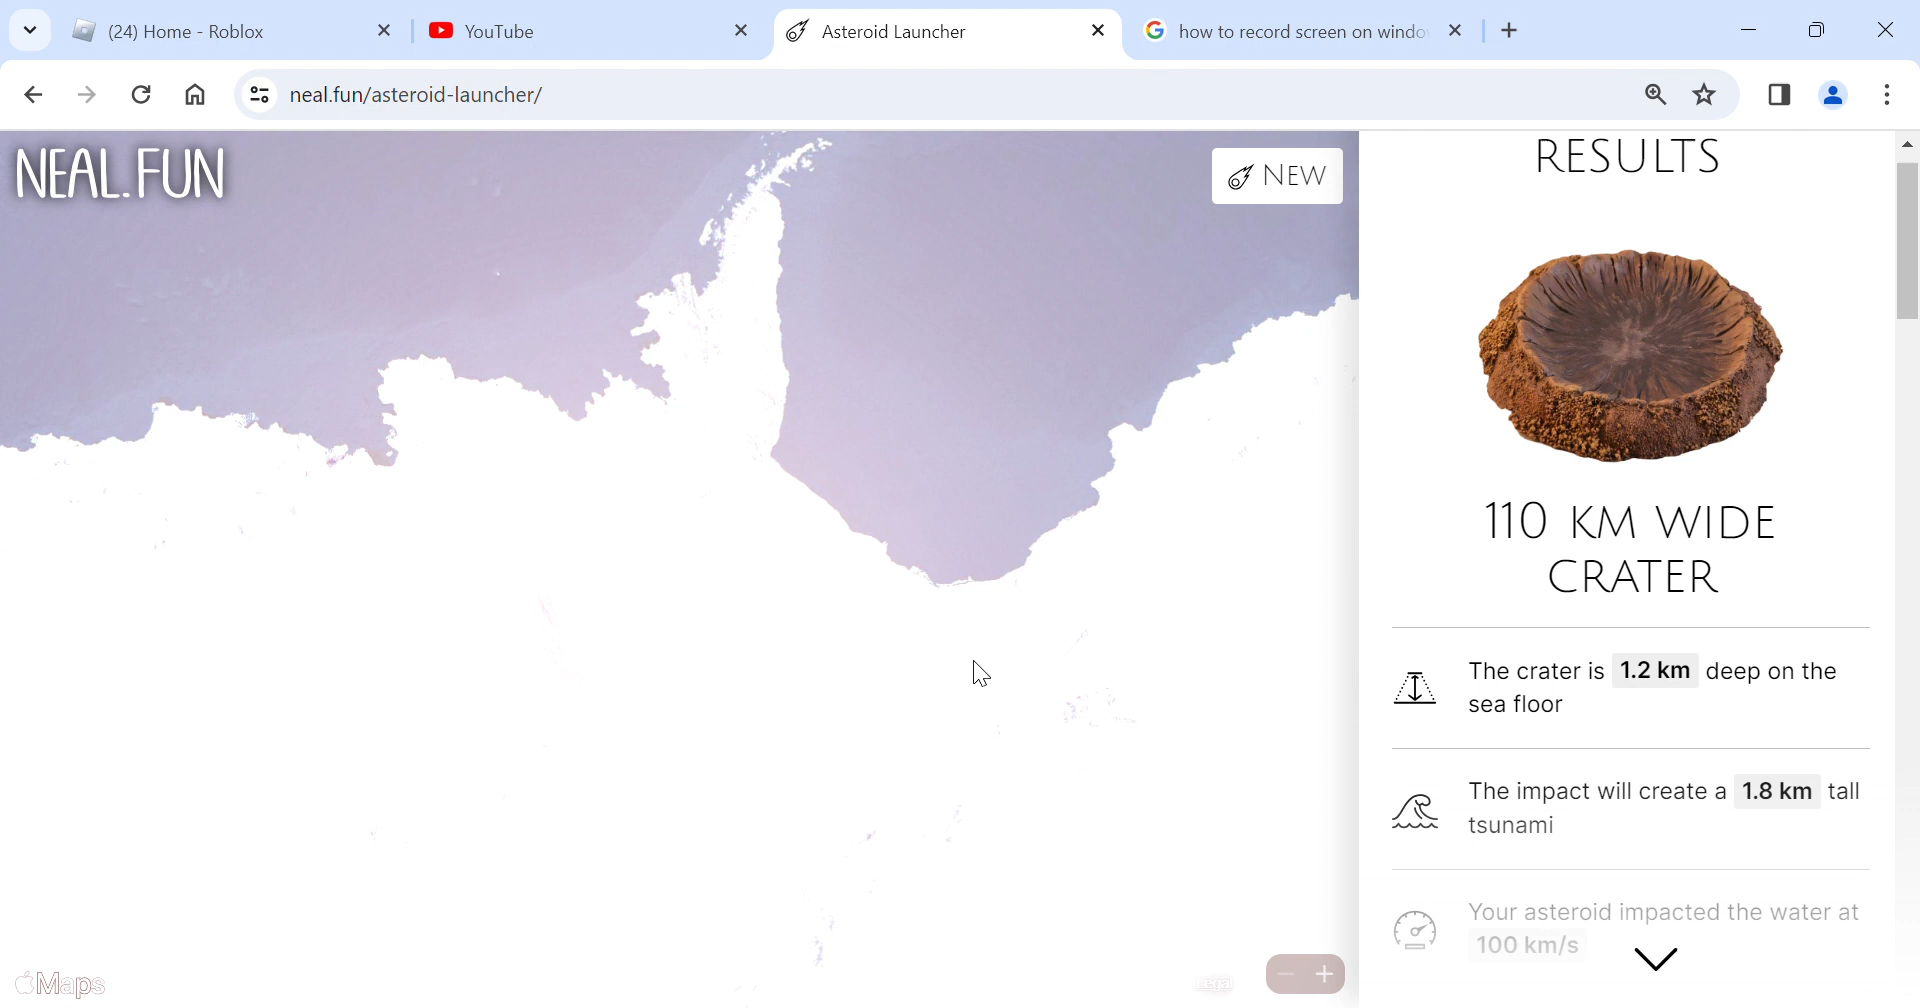 (24) Home - Roblox
YouTube
Asteroid Launcher
how to record screen on windo
neal.fun/asteroid-launcher/
NEAL.FUN
NEW
RESULTS
110 KM WIDE
CRATER
The crater is 1.2 km deep on the
sea floor
The impact will create a 1.8 km tall
tsunami
Your asteroid impacted the water at
100 km/s
Maps
Legal